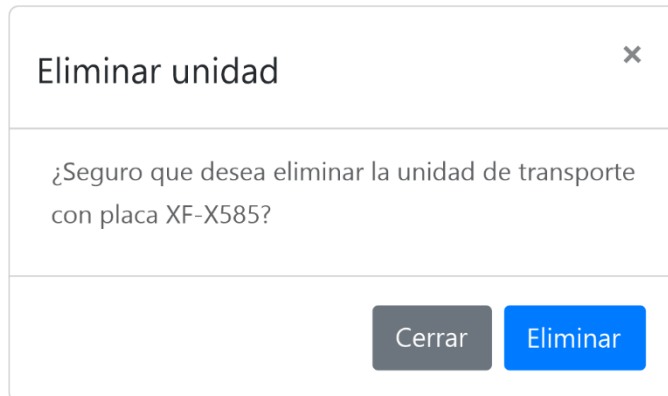 Eliminar unidad
×
¿Seguro que desea eliminar la unidad de transporte
con placa XF-X585?
Cerrar
Eliminar